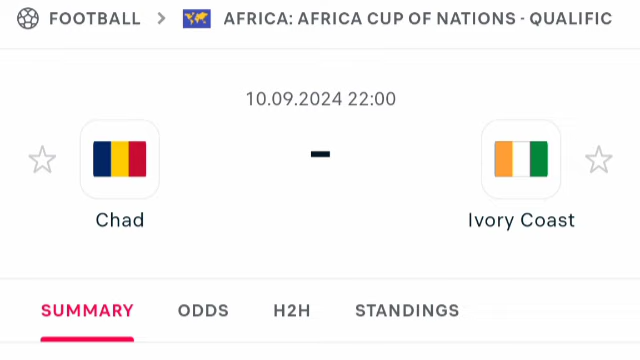 FOOTBALL > AFRICA: AFRICA CUP OF NATIONS - QUALIFIC
10.09.2024 22:00
-
Chad Ivory Coast
SUMMARY ODDS H2H STANDINGS